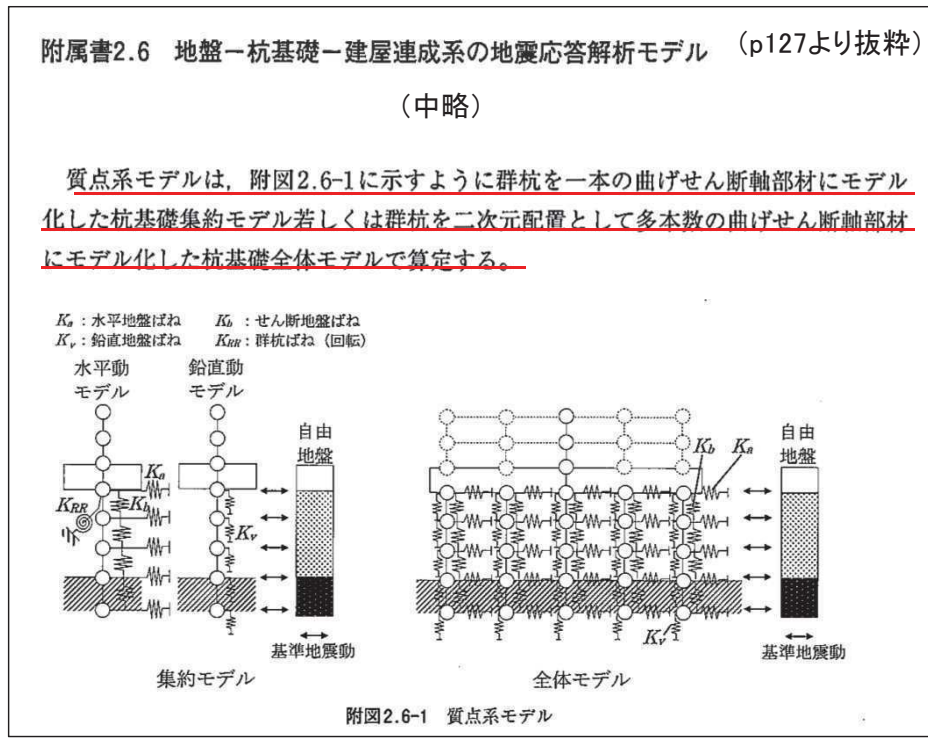 附属書2.6 地盤－杭基礎－建屋連成系の地震応答解析モデル (p127より抜粋)
(中略)
質点系モデルは，附図2.6-1に示すように群杭を一本の曲げせん断軸部材にモデル
化した杭基礎集約モデル若しくは群杭を二次元配置として多本数の曲げせん断軸部材
にモデル化した杭基礎全体モデルで算定する。
Ka：水平地盤ばね Kb：せん断地盤ばね
Kv：鉛直地盤ばね KRR：群杭ばね（回転）
水平動
モデル
鉛直動
モデル
自由
地盤
Ka
KRR
Kb
Kv
基準地震動
集約モデル
Kb
Ka
自由
地盤
Kv
基準地震動
全体モデル
附図2.6-1 質点系モデル